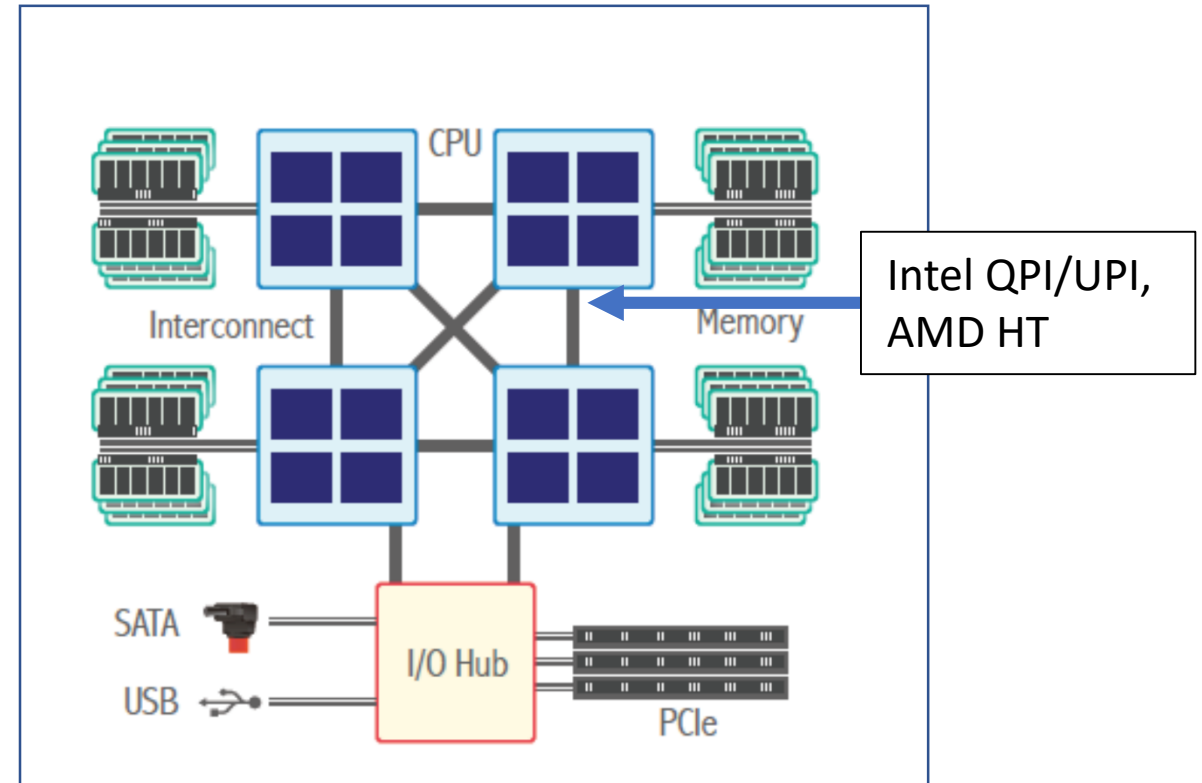 CPU
Intel QPI/UPI,
AMD HT
Interconnect
Memory
SATA
I/O Hub
USB
PCIe